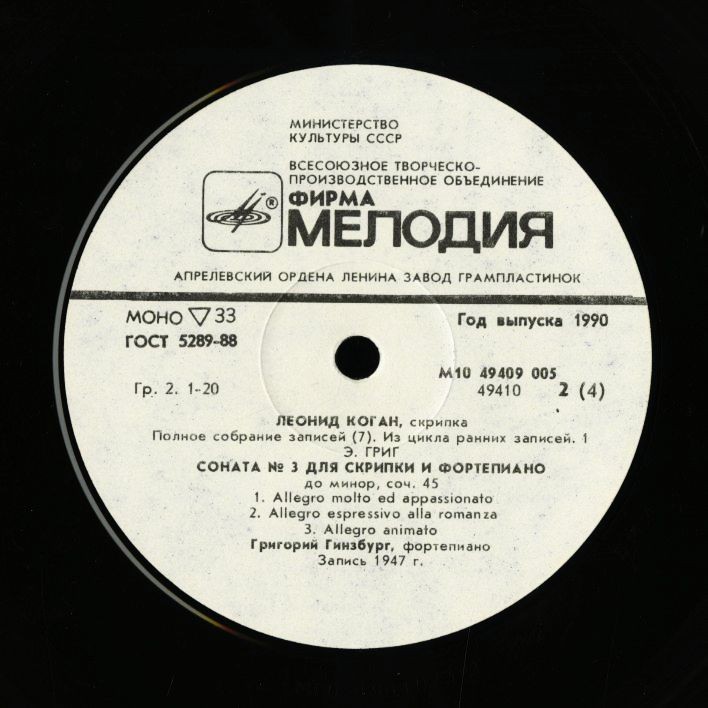 МИНИСТЕРСТВО
КУЛЬТУРЫ СССР
ВСЕСОЮЗНОЕ ТВОРЧЕСКО-
ПРОИЗВОДСТВЕННОЕ ОБЪЕДИНЕНИЕ
®
ФИРМА
МЕЛОДИЯ
АПРЕЛЕВСКИЙ ОРДЕНА ЛЕНИНА ЗАВОД ГРАМПЛАСТИНОК
МОНО ▽ 33
Год выпуска 1990
ГОСТ 5289-88
М10 49409 005
Гр. 2. 1-20
49410 2 (4)
ЛЕОНИД КОГАН, скрипка
Полное собрание записей (7). Из цикла ранних записей. 1
Э. ГРИГ
СОНАТА № 3 ДЛЯ СКРИПКИ И ФОРТЕПИАНО
до минор, соч. 45
1. Allegro molto ed appassionato
2. Allegro espressivo alla romanza
3. Allegro animato
Григорий Гинзбург, фортепиано
Запись 1947 г.